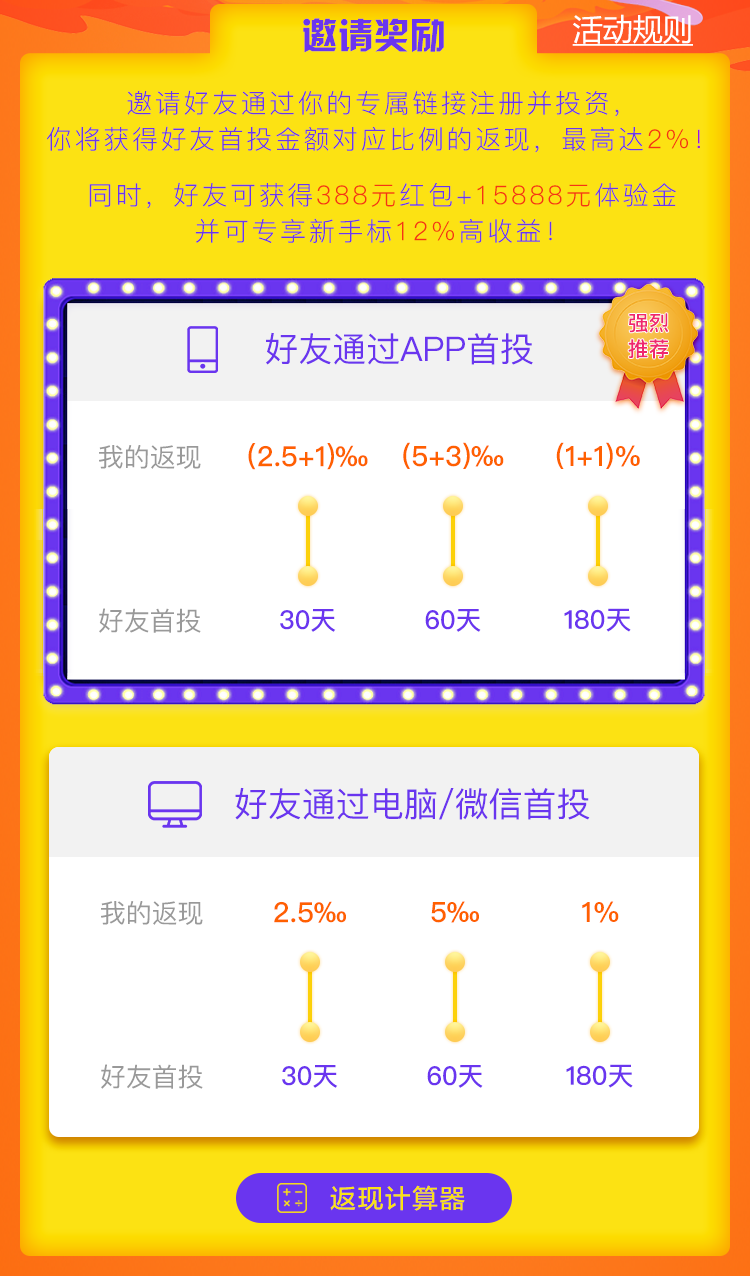 邀请奖励
活动规则
邀请好友通过你的专属链接注册并投资，
你将获得好友首投金额对应比例的返现，最高达2%！
同时，好友可获得388元红包+15888元体验金
并可专享新手标12%高收益！
强烈
推荐
好友通过APP首投
我的返现 (2.5+1)‰ (5+3)‰ (1+1)%
好友首投 30天 60天 180天
好友通过电脑/微信首投
我的返现 2.5‰ 5‰ 1%
好友首投 30天 60天 180天
返现计算器